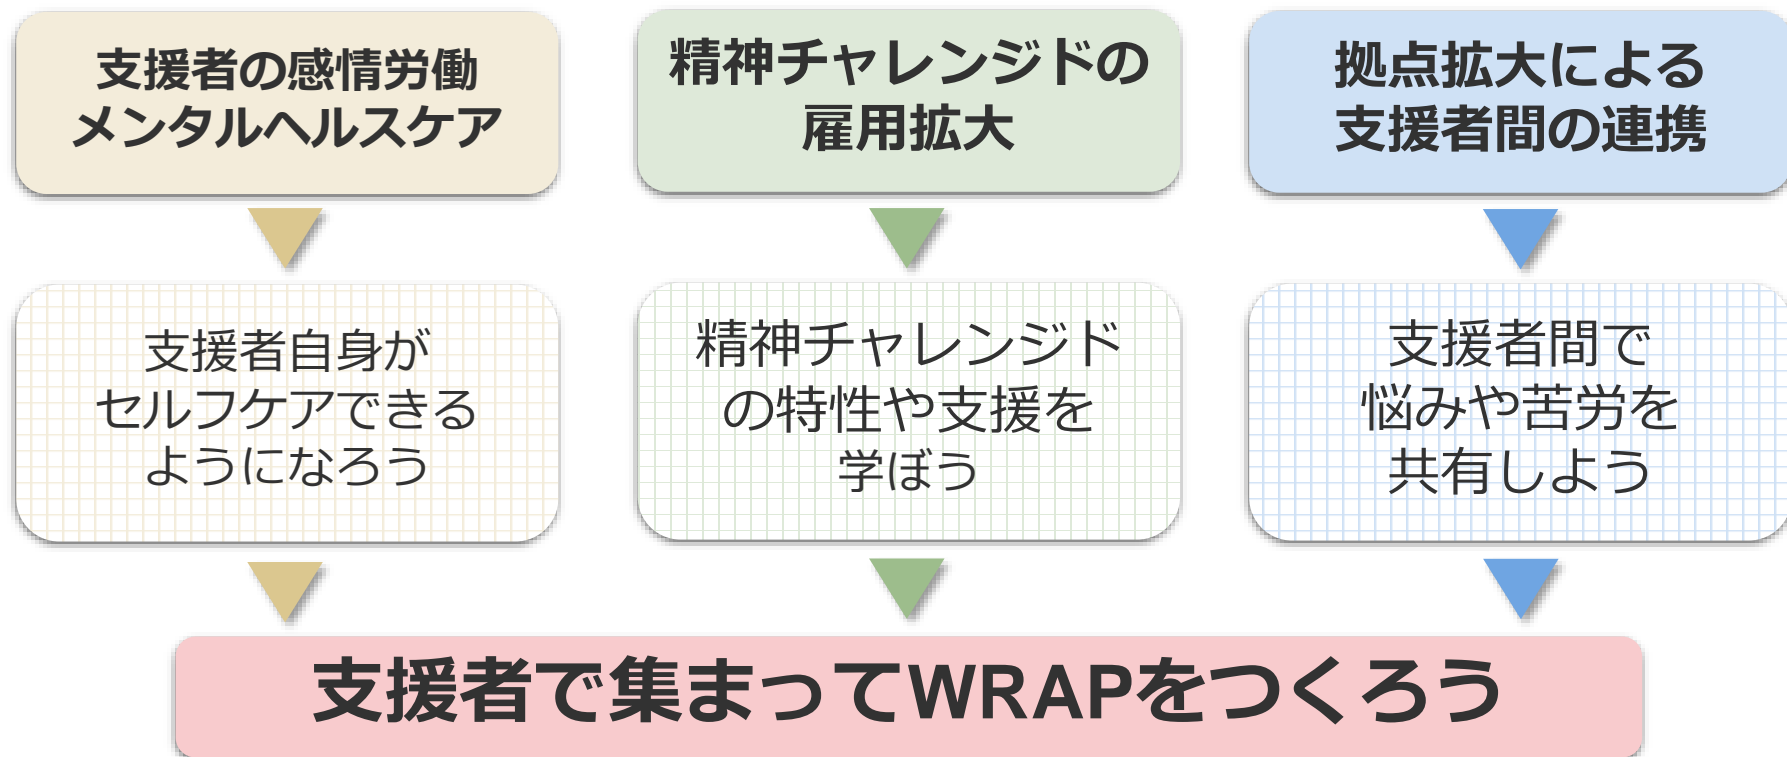 支援者の感情労働
メンタルヘルスケア
支援者自身が
セルフケアできる
ようになろう
精神チャレンジドの
雇用拡大
精神チャレンジド
の特性や支援を
学ぼう
拠点拡大による
支援者間の連携
支援者間で
悩みや苦労を
共有しよう
支援者で集まってWRAPをつくろう